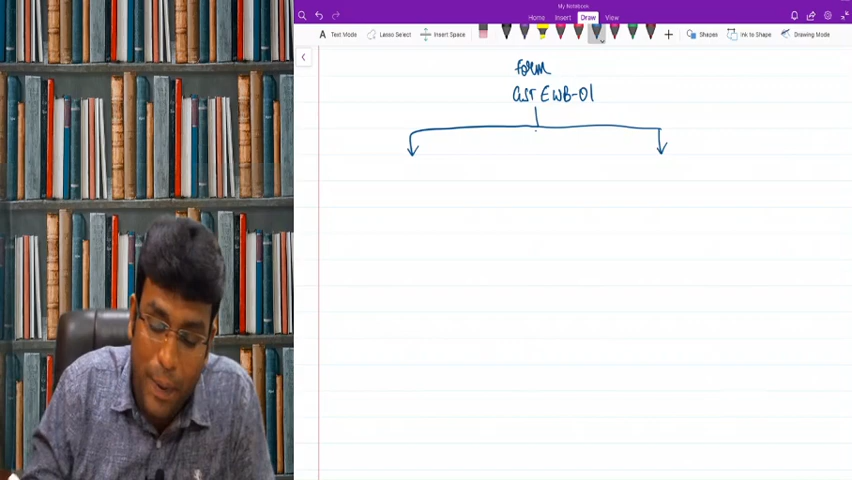 My Notebook
Home Insert Draw View
A Text Mode Lasso Select Insert Space Shapes Ink to Shape Drawing Mode
form
GST EWB-01